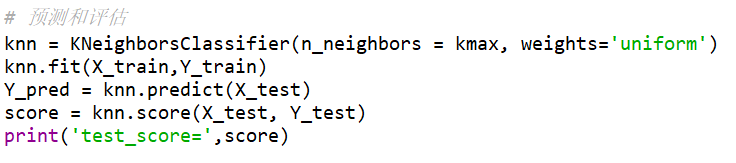 # 预测和评估
knn = KNeighborsClassifier(n_neighbors = kmax, weights='uniform')
knn.fit(X_train,Y_train)
Y_pred = knn.predict(X_test)
score = knn.score(X_test, Y_test)
print('test_score=',score)